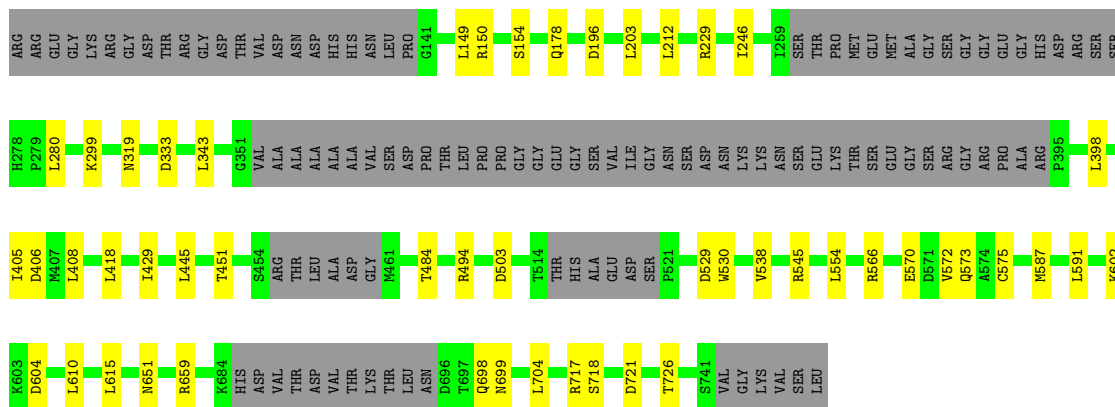 ARG ARG GLU GLY LYS ARG GLY ASP THR ARG GLY ASP THR VAL ASP ASN ASP HIS HIS ASN LEU PRO G141 L149 R150 S154 Q178 D196 L203 L212 R229 I246 I259 SER THR PRO MET GLU MET ALA GLY SER GLY GLY GLU GLY HIS ASP ARG SER SER
H278 P279 L280 K299 N319 D333 L343 G351 VAL ALA ALA ALA ALA ALA VAL SER ASP PRO THR LEU PRO PRO GLY GLY GLU GLY SER VAL ILE GLY ASN SER ASP ASN LYS LYS ASN SER GLU LYS THR SER GLU GLY SER ARG GLY ARG PRO ALA ARG P395 L398
I405 D406 M407 L408 L418 I429 L445 T451 S454 ARG THR LEU ALA ASP GLY M461 T484 R494 D503 T514 THR HIS ALA GLU ASP SER P521 D529 W530 V538 R545 L554 R566 E570 D571 V572 Q573 A574 C575 M587 L591 K602
K603 D604 L610 L615 N651 R659 K684 HIS ASP VAL THR ASP VAL THR LYS THR LEU ASN D696 T697 Q698 N699 L704 R717 S718 D721 T726 S741 VAL GLY LYS VAL SER LEU